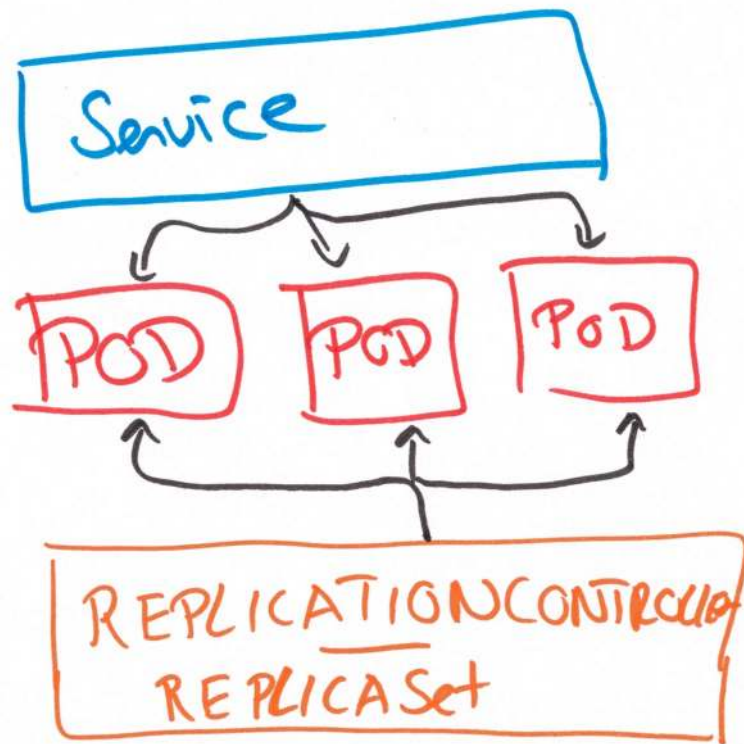 Service
POD
POD
POD
REPLICATIONCONTROLLER
REPLICASet